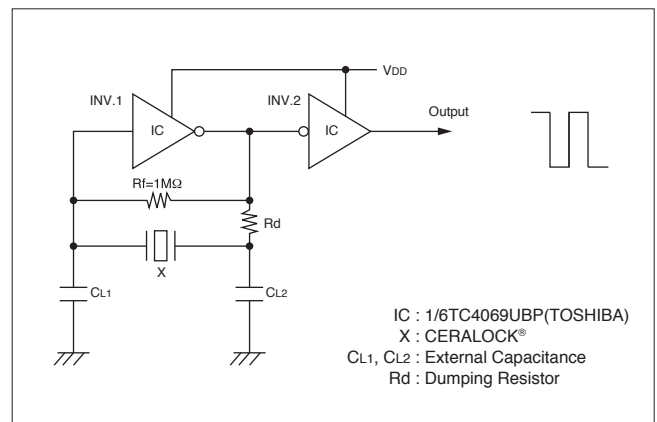 VDD
INV.1
INV.2
Output
IC
IC
Rf=1MΩ
Rd
X
CL1
CL2
IC : 1/6TC4069UBP(TOSHIBA)
X : CERALOCK®
CL1, CL2 : External Capacitance
Rd : Dumping Resistor